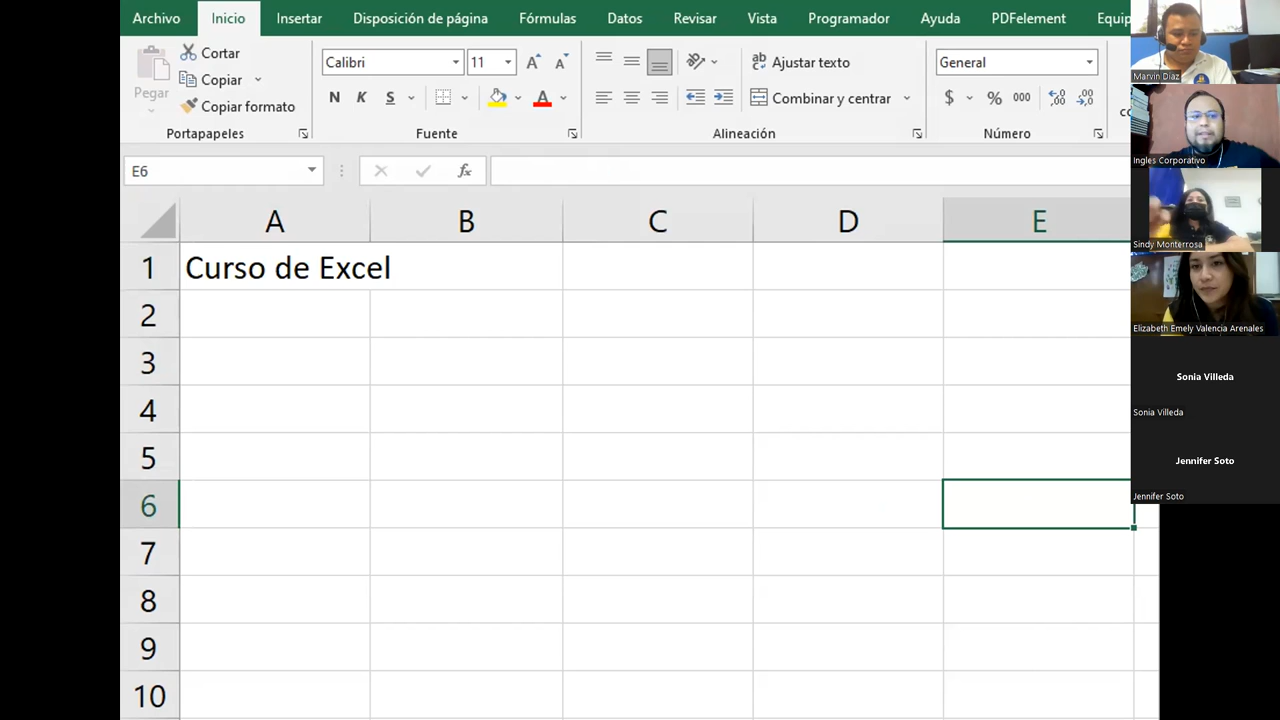 Archivo Inicio Insertar Disposición de página Fórmulas Datos Revisar Vista Programador Ayuda PDFelement Equip
Cortar
Copiar
Copiar formato
Pegar
Portapapeles
Calibri 11
N K S
Fuente
Ajustar texto
Combinar y centrar
Alineación
General
$ % 000
Número
E6
fx
A B C D E
1 Curso de Excel
2
3
4
5
6
7
8
9
10
Marvin Diaz
Ingles Corporativo
Sindy Monterrosa
Elizabeth Emely Valencia Arenales
Sonia Villeda
Sonia Villeda
Jennifer Soto
Jennifer Soto